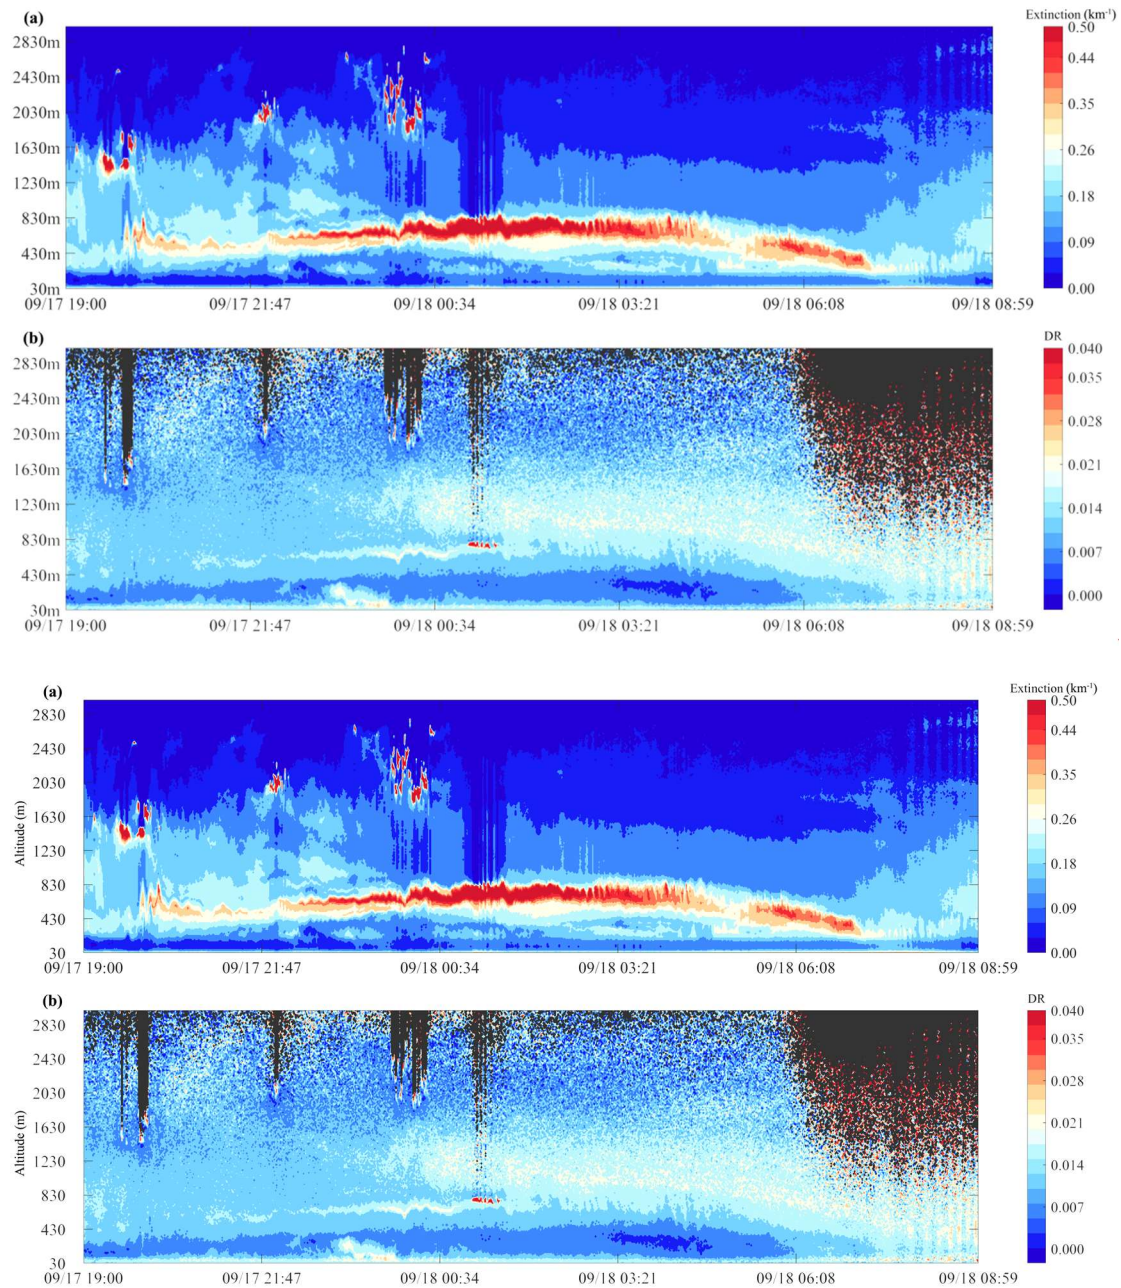 (a)
Extinction (km⁻¹)
2830m
2430m
2030m
1630m
1230m
830m
430m
30m
0.50
0.44
0.35
0.26
0.18
0.09
0.00
09/17 19:00 09/17 21:47 09/18 00:34 09/18 03:21 09/18 06:08 09/18 08:59
(b)
DR
2830m
2430m
2030m
1630m
1230m
830m
430m
30m
0.040
0.035
0.028
0.021
0.014
0.007
0.000
09/17 19:00 09/17 21:47 09/18 00:34 09/18 03:21 09/18 06:08 09/18 08:59
(a)
Extinction (km⁻¹)
Altitude (m)
2830
2430
2030
1630
1230
830
430
30
0.50
0.44
0.35
0.26
0.18
0.09
0.00
09/17 19:00 09/17 21:47 09/18 00:34 09/18 03:21 09/18 06:08 09/18 08:59
(b)
DR
Altitude (m)
2830
2430
2030
1630
1230
830
430
30
0.040
0.035
0.028
0.021
0.014
0.007
0.000
09/17 19:00 09/17 21:47 09/18 00:34 09/18 03:21 09/18 06:08 09/18 08:59